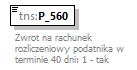 tns:P_560
Zwrot na rachunek
rozliczeniowy podatnika w
terminie 40 dni: 1 - tak